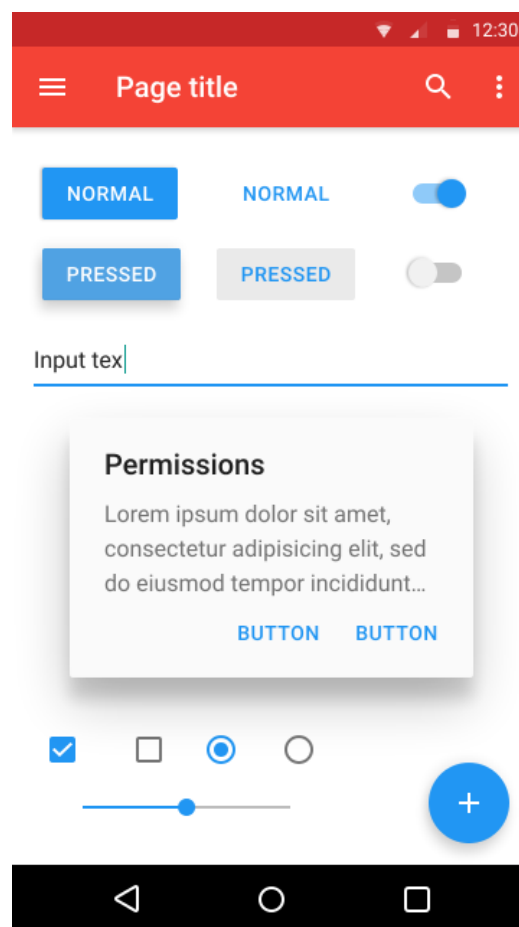 12:30
Page title
NORMAL NORMAL
PRESSED PRESSED
Input tex
Permissions
Lorem ipsum dolor sit amet,
consectetur adipisicing elit, sed
do eiusmod tempor incididunt…
BUTTON BUTTON